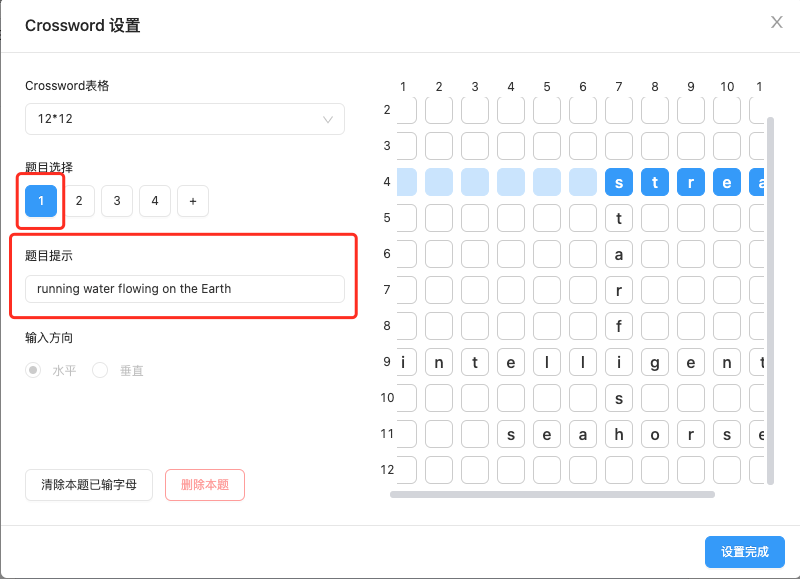 Crossword 设置
Crossword表格
12*12
题目选择
1 2 3 4 +
题目提示
running water flowing on the Earth
输入方向
水平 垂直
清除本题已输字母 删除本题
1 2 3 4 5 6 7 8 9 10 1
2
3
4 s t r e a
5 t
6 a
7 r
8 f
9 i n t e l l i g e n t
10 s
11 s e a h o r s e
12
设置完成